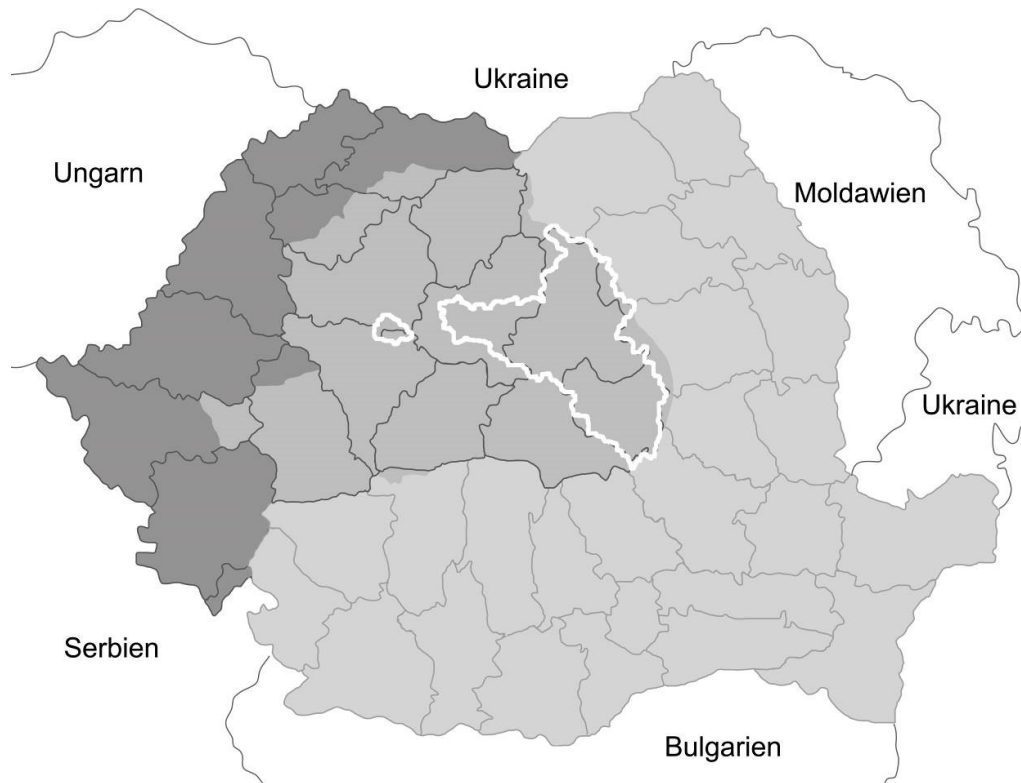 Ukraine
Ungarn
Moldawien
Ukraine
Serbien
Bulgarien